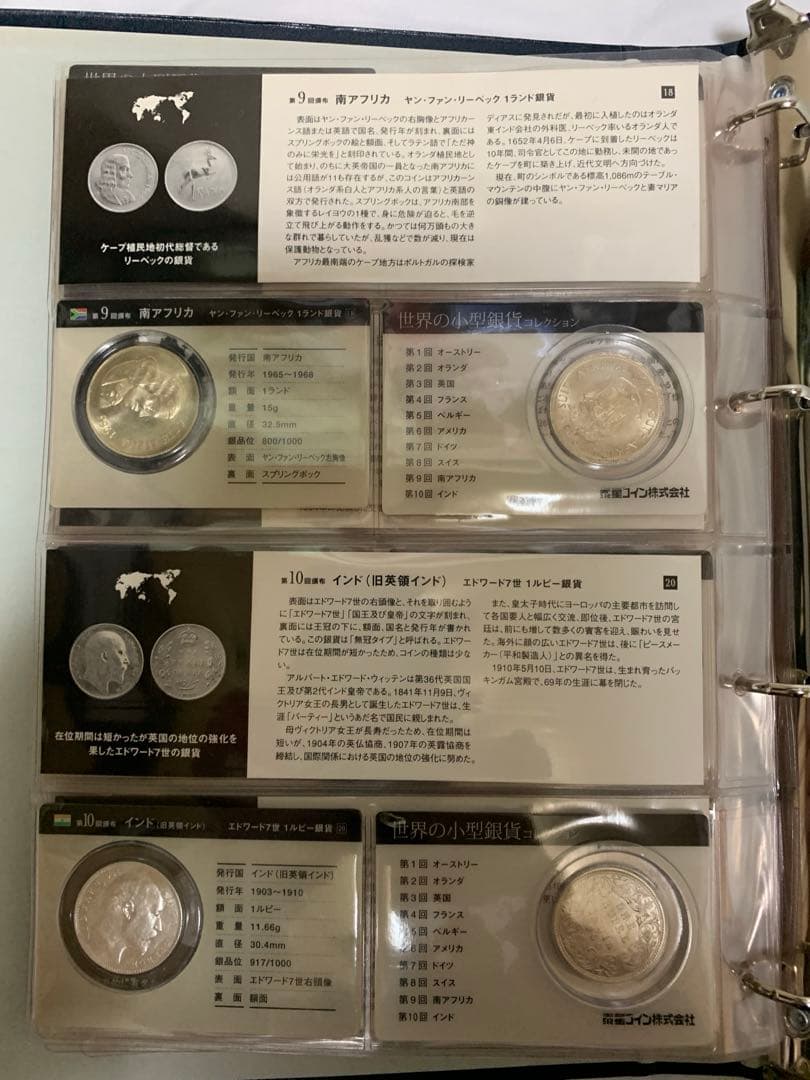 第9回頒布 南アフリカ ヤン・ファン・リーベック 1ランド銀貨
18
表面はヤン・ファン・リーベックの右胸像とアフリカーンス語または英語で国名、発行年が刻まれ、裏面には
スプリングボックの絵と額面、そしてラテン語で「ただ神
のみに栄光を」と刻印されている。オランダ植民地とし
て始まり、のちに大英帝国の一員となった南アフリカに
は公用語が11も存在するが、このコインはアフリカーン
ス語(オランダ系白人とアフリカ系人の言葉)と英語の
双方で発行された。スプリングボックは、アフリカ南部を
象徴するレイヨウの1種で、身に危険が迫ると、毛を逆
立て飛び上がる動作をする。かつては何万頭もの大き
な群れで暮らしていたが、乱獲などで数が減り、現在は
保護動物となっている。
アフリカ最南端のケープ地方はポルトガルの探検家
ディアスに発見されだが、最初に入植したのはオランダ
東インド会社の外科医、リーベック率いるオランダ人で
ある。1652年4月6日、ケープに到着したリーベックは
10年間、司令官としてこの地に勤務し、未開の地であっ
たケープを町に築き上げ、近代文明へ方向づけた。
現在、町のシンボルである標高1,086mのテーブル・
マウンテンの中腹にヤン・ファン・リーベックと妻マリア
の銅像が建っている。
ケープ植民地初代総督である
リーベックの銀貨
第9回頒布 南アフリカ ヤン・ファン・リーベック 1ランド銀貨 18
発行国 南アフリカ
発行年 1965〜1968
額面 1ランド
重量 15g
直径 32.5mm
銀品位 800/1000
表面 ヤン・ファン・リーベック右胸像
裏面 スプリングボック
世界の小型銀貨コレクション
第1回 オーストリー
第2回 オランダ
第3回 英国
第4回 フランス
第5回 ベルギー
第6回 アメリカ
第7回 ドイツ
第8回 スイス
第9回 南アフリカ
第10回 インド
泰星コイン株式会社
第10回頒布 インド(旧英領インド) エドワード7世 1ルピー銀貨
20
表面はエドワード7世の右頭像と、それを取り囲むよう
に「エドワード7世」「国王及び皇帝」の文字が刻まれ、
裏面には王冠の下に、額面、国名と発行年が書かれ
ている。この銀貨は「無冠タイプ」と呼ばれる。エドワー
ド7世は在位期間が短かったため、コインの種類は少な
い。
アルバート・エドワード・ウィッテンは第36代英国国
王及び第2代インド皇帝である。1841年11月9日、ヴィ
クトリア女王の長男として誕生したエドワード7世は、生
涯「バーティー」というあだ名で国民に親しまれた。
母ヴィクトリア女王が長寿だったため、在位期間は
短いが、1904年の英仏協商、1907年の英露協商を
締結し、国際関係における英国の地位の強化に努めた。
また、皇太子時代にヨーロッパの主要都市を訪問し
て各国要人と幅広く交流、即位後、エドワード7世の宮
廷は、前にも増して数多くの賓客を迎え、賑わいを見せ
た。海外に顔の広いエドワード7世は、後に「ピースメー
カー(平和製造人)」との異名を得た。
1910年5月10日、エドワード7世は、生まれ育ったバッ
キンガム宮殿で、69年の生涯に幕を閉じた。
在位期間は短かったが英国の地位の強化を
果したエドワード7世の銀貨
第10回頒布 インド(旧英領インド) エドワード7世 1ルピー銀貨 20
発行国 インド(旧英領インド)
発行年 1903〜1910
額面 1ルピー
重量 11.66g
直径 30.4mm
銀品位 917/1000
表面 エドワード7世右頭像
裏面 額面
世界の小型銀貨コレクション
第1回 オーストリー
第2回 オランダ
第3回 英国
第4回 フランス
第5回 ベルギー
第6回 アメリカ
第7回 ドイツ
第8回 スイス
第9回 南アフリカ
第10回 インド
泰星コイン株式会社